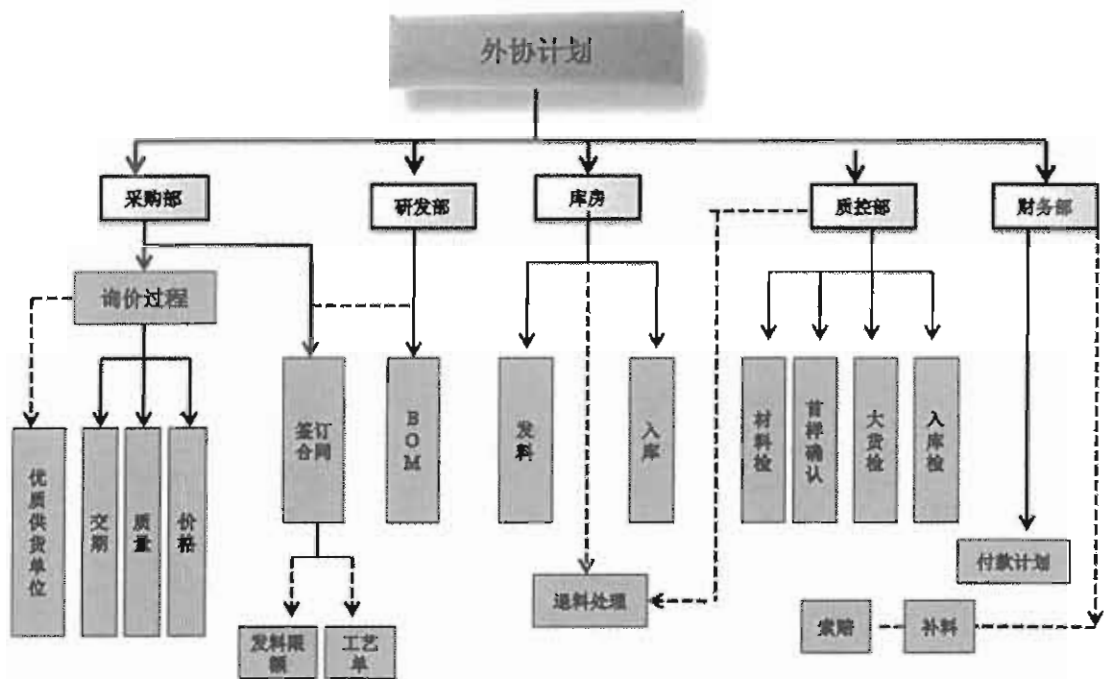 外协计划
采购部
研发部
库房
质控部
财务部
询价过程
优质供货单位
交期
质量
价格
签订
合同
BOM
发料
入库
材料检
首样确认
大货检
入库检
付款计划
退料处理
索赔
补料
发料限
额
工艺
单